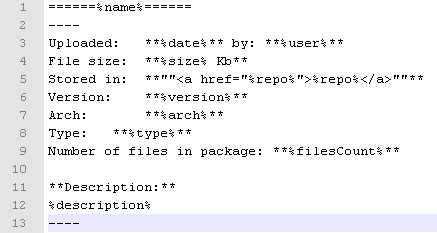 1 ======%name%======
2 ----
3 Uploaded:   **%date%** by: **%user%**
4 File size:  **%size% Kb**
5 Stored in:  **""<a href="%repo%">%repo%</a>""**
6 Version:    **%version%**
7 Arch:       **%arch%**
8 Type:   **%type%**
9 Number of files in package: **%filesCount%**
10
11 **Description:**
12 %description%
13 ----